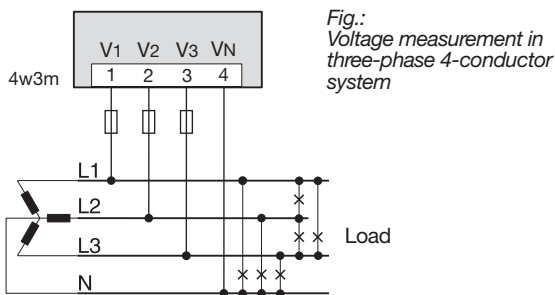 Fig.:
Voltage measurement in
three-phase 4-conductor
system
V1 V2 V3 VN
4w3m 1 2 3 4
L1
L2
L3
N
Load